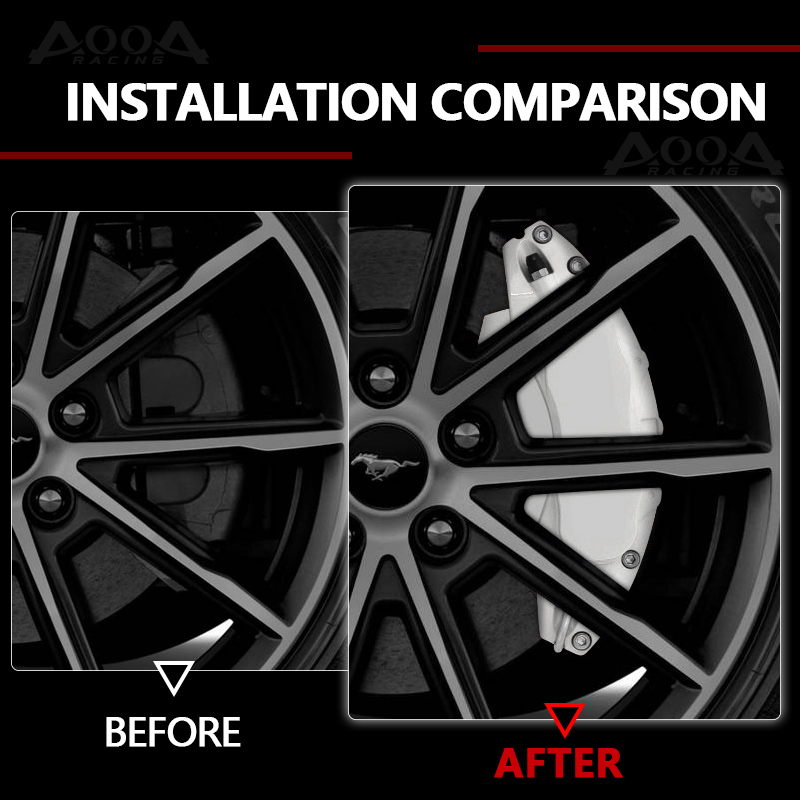 AOOA
RACING
INSTALLATION COMPARISON
AOOA
RACING
BEFORE
AFTER